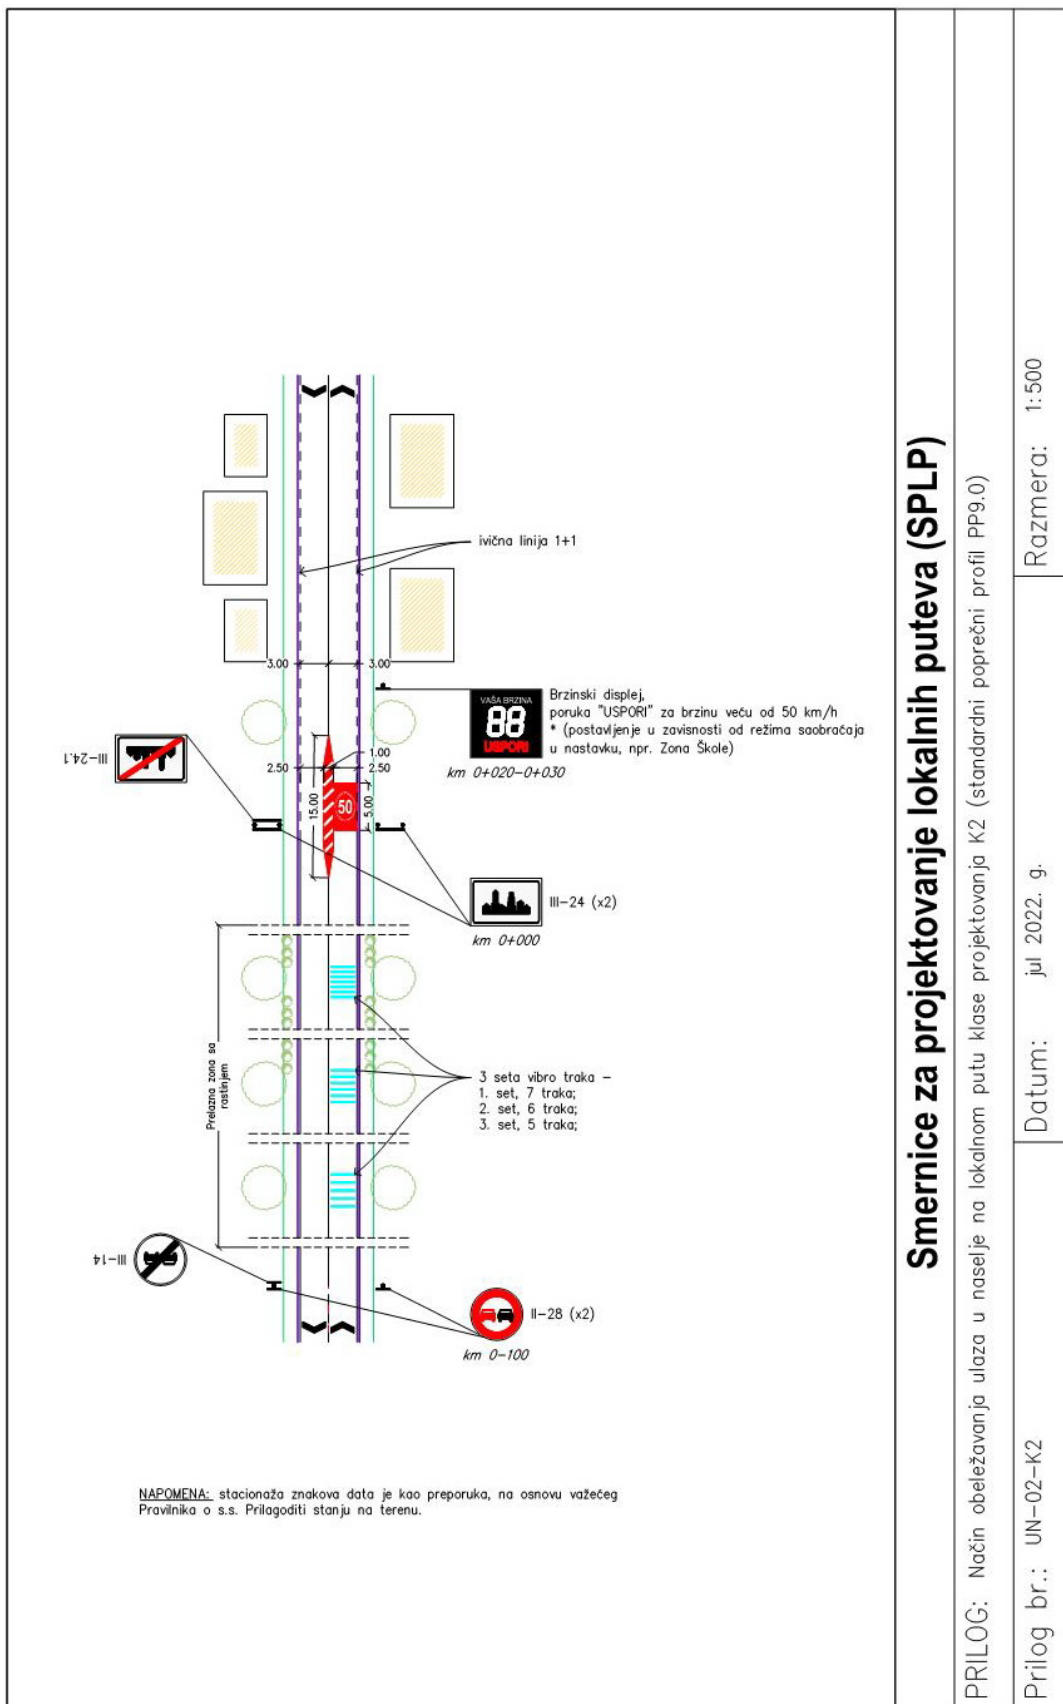 ivična linija 1+1
3.00
3.00
VAŠA BRZINA
88
USPORI
Brzinski displej,
poruka "USPORI" za brzinu veću od 50 km/h
* (postavljenje u zavisnosti od režima saobraćaja
u nastavku, npr. Zona Škole)
km 0+020-0+030
III-24.1
1.00
2.50
2.50
15.00
50
5.00
III-24 (x2)
km 0+000
Prelazna zona sa
rastinjem
3 seta vibro traka –
1. set, 7 traka;
2. set, 6 traka;
3. set, 5 traka;
III-14
II-28 (x2)
km 0-100
NAPOMENA: stacionaža znakova data je kao preporuka, na osnovu važećeg
Pravilnika o s.s. Prilagoditi stanju na terenu.
Smernice za projektovanje lokalnih puteva (SPLP)
PRILOG: Način obeležavanja ulaza u naselje na lokalnom putu klase projektovanja K2 (standardni poprečni profil PP9.0)
Prilog br.: UN-02-K2
Datum: jul 2022. g.
Razmera: 1:500